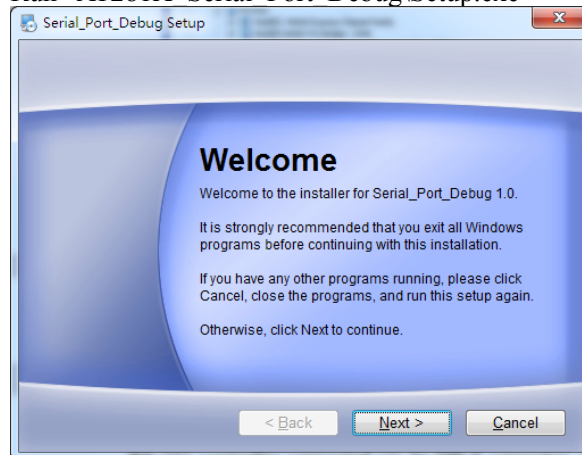 Serial_Port_Debug Setup
Welcome
Welcome to the installer for Serial_Port_Debug 1.0.
It is strongly recommended that you exit all Windows
programs before continuing with this installation.
If you have any other programs running, please click
Cancel, close the programs, and run this setup again.
Otherwise, click Next to continue.
< Back Next > Cancel